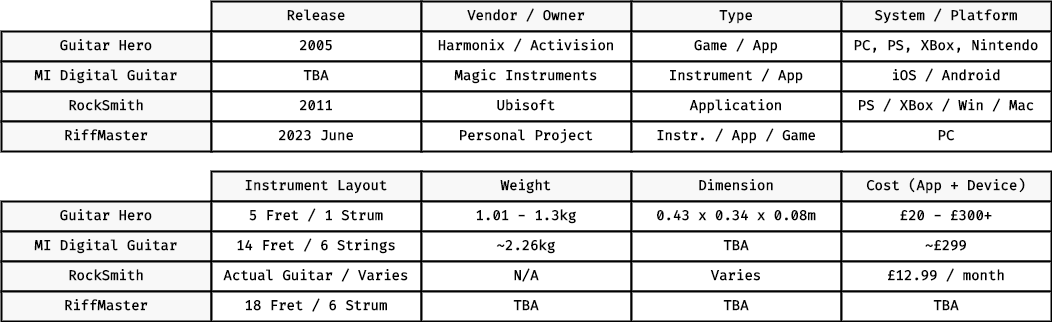 Release Vendor / Owner Type System / Platform
Guitar Hero 2005 Harmonix / Activision Game / App PC, PS, XBox, Nintendo
MI Digital Guitar TBA Magic Instruments Instrument / App iOS / Android
RockSmith 2011 Ubisoft Application PS / XBox / Win / Mac
RiffMaster 2023 June Personal Project Instr. / App / Game PC
Instrument Layout Weight Dimension Cost (App + Device)
Guitar Hero 5 Fret / 1 Strum 1.01 - 1.3kg 0.43 x 0.34 x 0.08m £20 - £300+
MI Digital Guitar 14 Fret / 6 Strings ~2.26kg TBA ~£299
RockSmith Actual Guitar / Varies N/A Varies £12.99 / month
RiffMaster 18 Fret / 6 Strum TBA TBA TBA